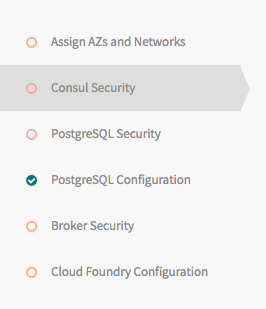 Assign AZs and Networks
Consul Security
PostgreSQL Security
PostgreSQL Configuration
Broker Security
Cloud Foundry Configuration